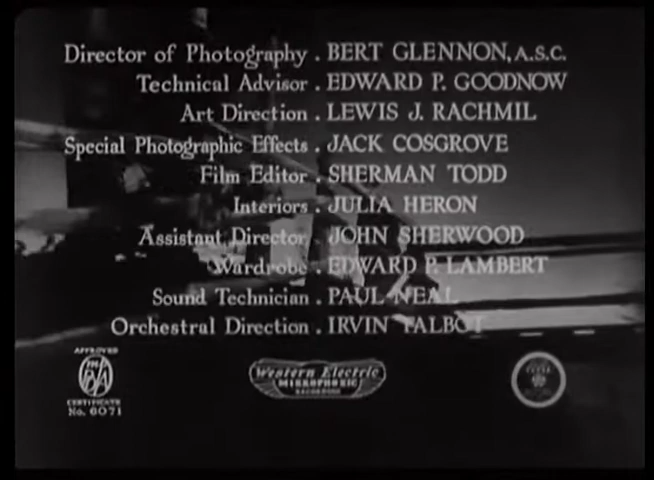 Director of Photography . BERT GLENNON, A.S.C.
Technical Advisor . EDWARD P. GOODNOW
Art Direction . LEWIS J. RACHMIL
Special Photographic Effects . JACK COSGROVE
Film Editor . SHERMAN TODD
Interiors . JULIA HERON
Assistant Director . JOHN SHERWOOD
Wardrobe . EDWARD P. LAMBERT
Sound Technician . PAUL NEAL
Orchestral Direction . IRVIN TALBOT
APPROVED
CERTIFICATE
No. 6071
Western Electric
MIRROPHONIC
RECORDING